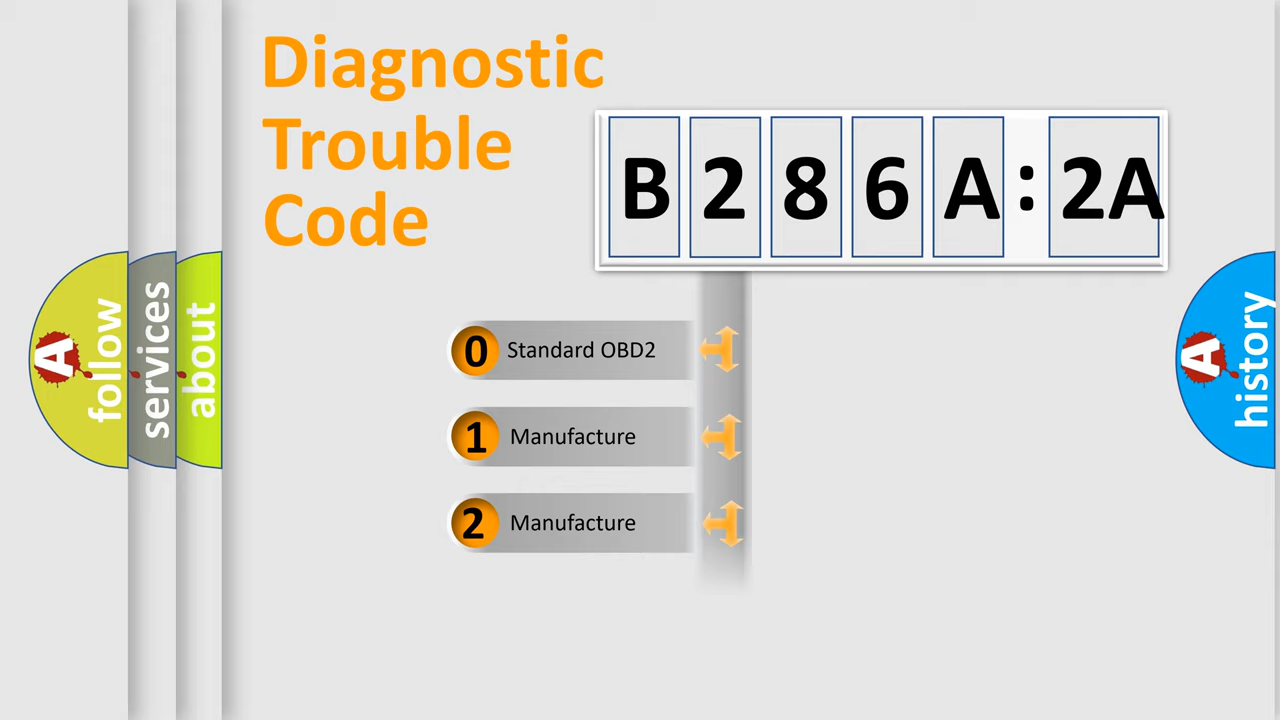 Diagnostic
Trouble
Code
B 2 8 6 A : 2A
0 Standard OBD2
1 Manufacture
2 Manufacture
A follow
services
about
A history